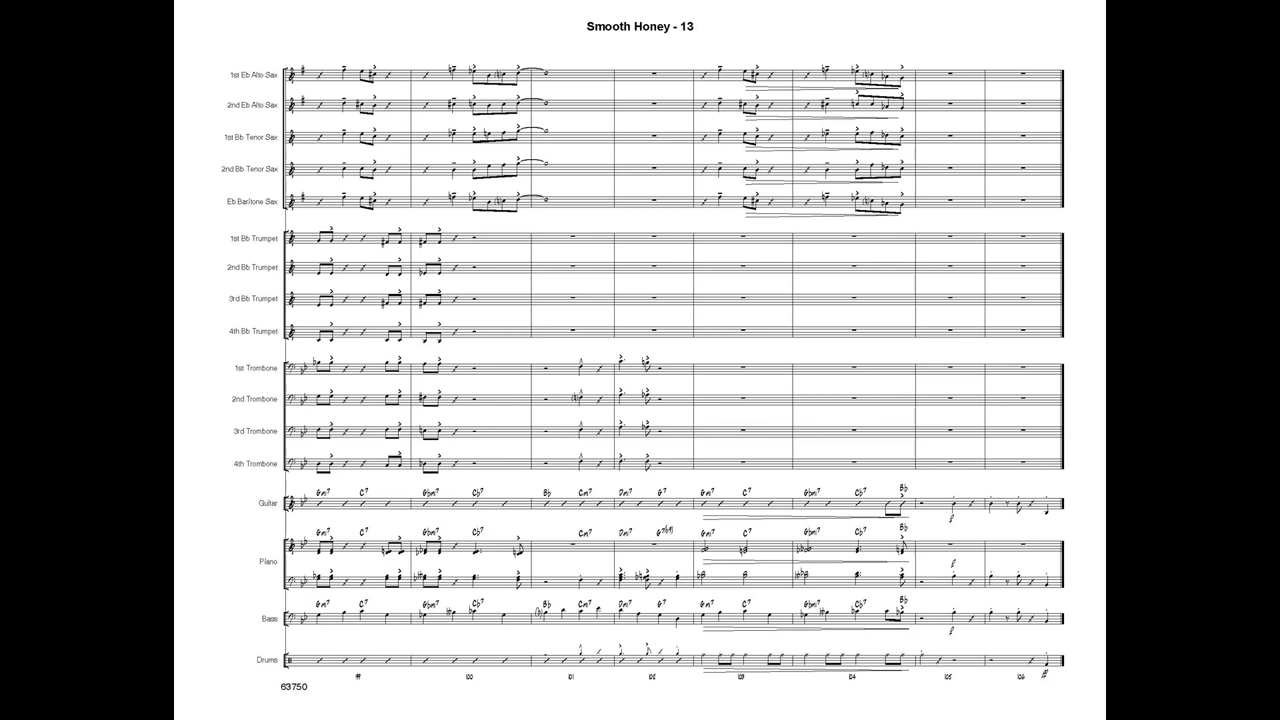 Smooth Honey - 13
1st Eb Alto Sax
2nd Eb Alto Sax
1st Bb Tenor Sax
2nd Bb Tenor Sax
Eb Baritone Sax
1st Bb Trumpet
2nd Bb Trumpet
3rd Bb Trumpet
4th Bb Trumpet
1st Trombone
2nd Trombone
3rd Trombone
4th Trombone
Gm7 C7 Gbm7 Cb7 Bb Cm7 Dm7 G7 Gm7 C7 Gbm7 Cb7 Bb
Guitar
Gm7 C7 Gbm7 Cb7 Cm7 Dm7 G7(b9) Gm7 C7 Gbm7 Cb7 Bb
Piano
Gm7 C7 Gbm7 Cb7 Bb Cm7 Dm7 G7 Gm7 C7 Gbm7 Cb7 Bb
Bass
Drums
99 100 101 102 103 104 105 106
63750